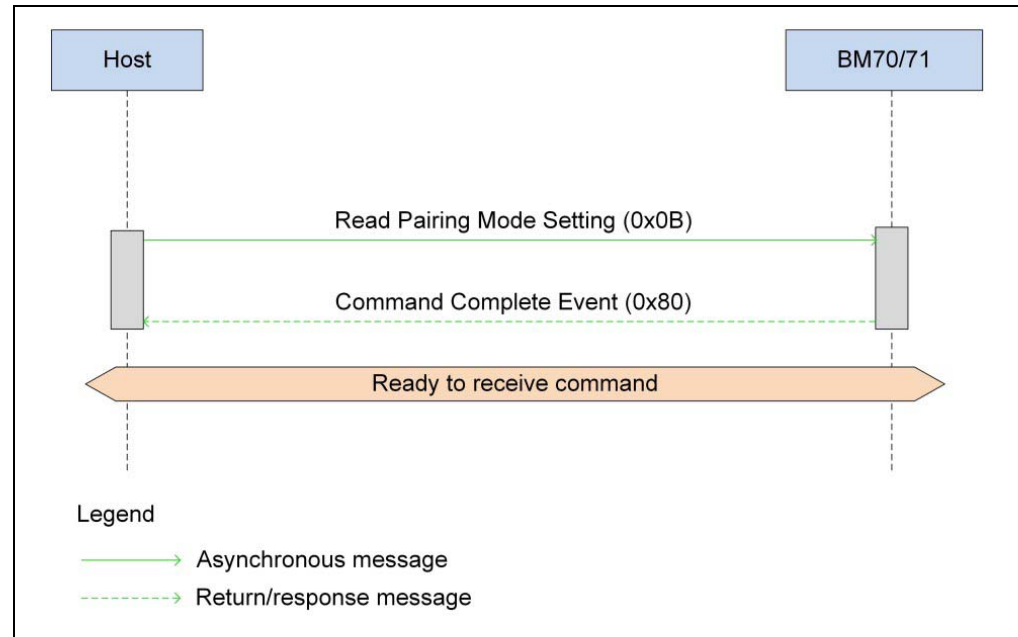 Host
BM70/71
Read Pairing Mode Setting (0x0B)
Command Complete Event (0x80)
Ready to receive command
Legend
Asynchronous message
Return/response message